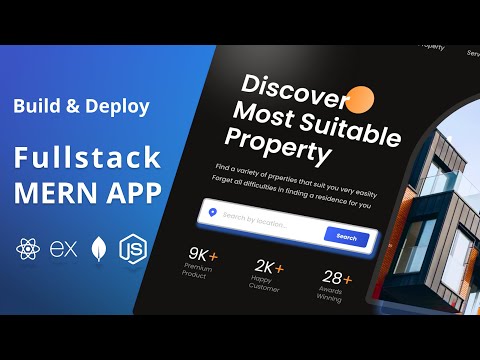 Build & Deploy
Fullstack
MERN APP
ex
JS
Property
Discover
Most Suitable
Property
Find a variety of prperties that suit you very easilty
Forget all difficulties in finding a residence for you
Search by location...
Search
9K+
Premium
Product
2K+
Happy
Customer
28+
Awards
Winning